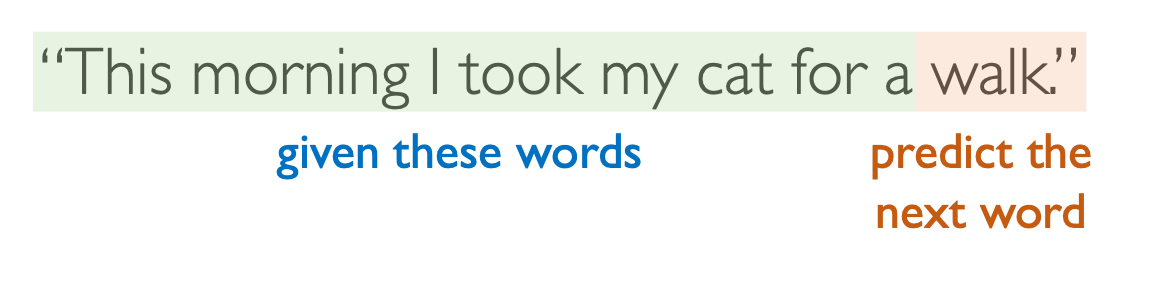 “This morning I took my cat for a walk.”
given these words
predict the
next word